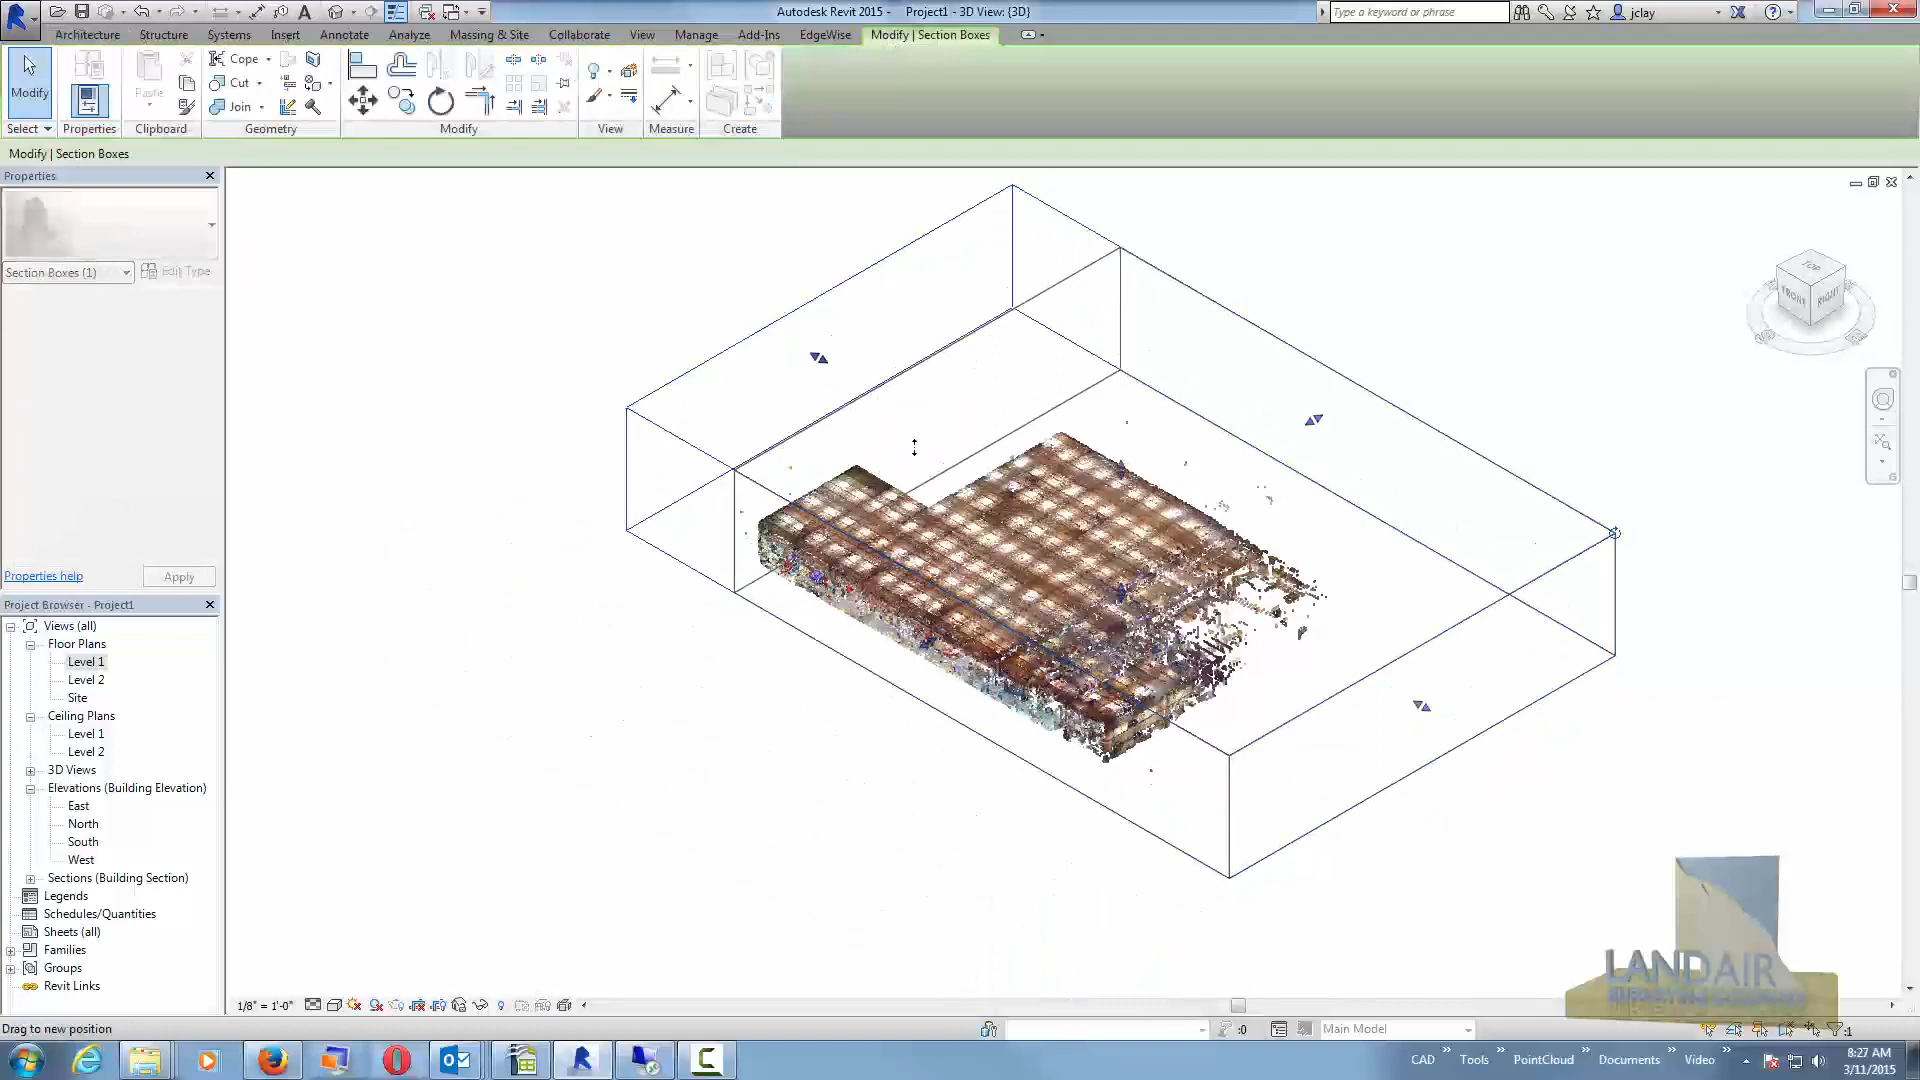 Autodesk Revit 2015 - Project1 - 3D View: {3D}
Type a keyword or phrase
jclay
Architecture
Structure
Systems
Insert
Annotate
Analyze
Massing & Site
Collaborate
View
Manage
Add-Ins
EdgeWise
Modify | Section Boxes
Modify
Paste
Cope
Cut
Join
Select
Properties
Clipboard
Geometry
Modify
View
Measure
Create
Modify | Section Boxes
Properties
Section Boxes (1)
Edit Type
Properties help
Apply
Project Browser - Project1
Views (all)
Floor Plans
Level 1
Level 2
Site
Ceiling Plans
Level 1
Level 2
3D Views
Elevations (Building Elevation)
East
North
South
West
Sections (Building Section)
Legends
Schedules/Quantities
Sheets (all)
Families
Groups
Revit Links
TOP
FRONT
RIGHT
LANDAIR
1/8" = 1'-0"
Drag to new position
:0
Main Model
:1
CAD
Tools
PointCloud
Documents
Video
8:27 AM
3/11/2015